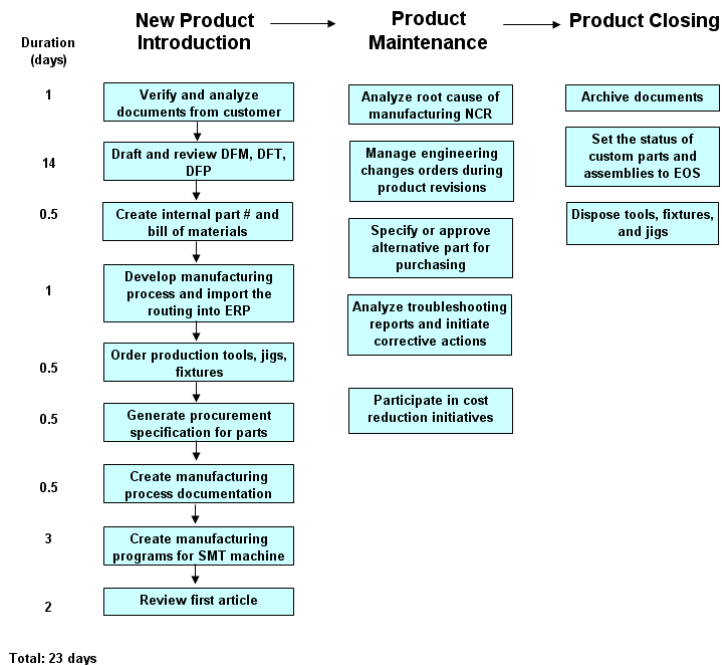 New Product
Introduction
Product
Maintenance
Product Closing
Duration
(days)
1
Verify and analyze
documents from customer
14
Draft and review DFM, DFT,
DFP
0.5
Create internal part # and
bill of materials
1
Develop manufacturing
process and import the
routing into ERP
0.5
Order production tools, jigs,
fixtures
0.5
Generate procurement
specification for parts
0.5
Create manufacturing
process documentation
3
Create manufacturing
programs for SMT machine
2
Review first article
Analyze root cause of
manufacturing NCR
Manage engineering
changes orders during
product revisions
Specify or approve
alternative part for
purchasing
Analyze troubleshooting
reports and initiate
corrective actions
Participate in cost
reduction initiatives
Archive documents
Set the status of
custom parts and
assemblies to EOS
Dispose tools, fixtures,
and jigs
Total: 23 days